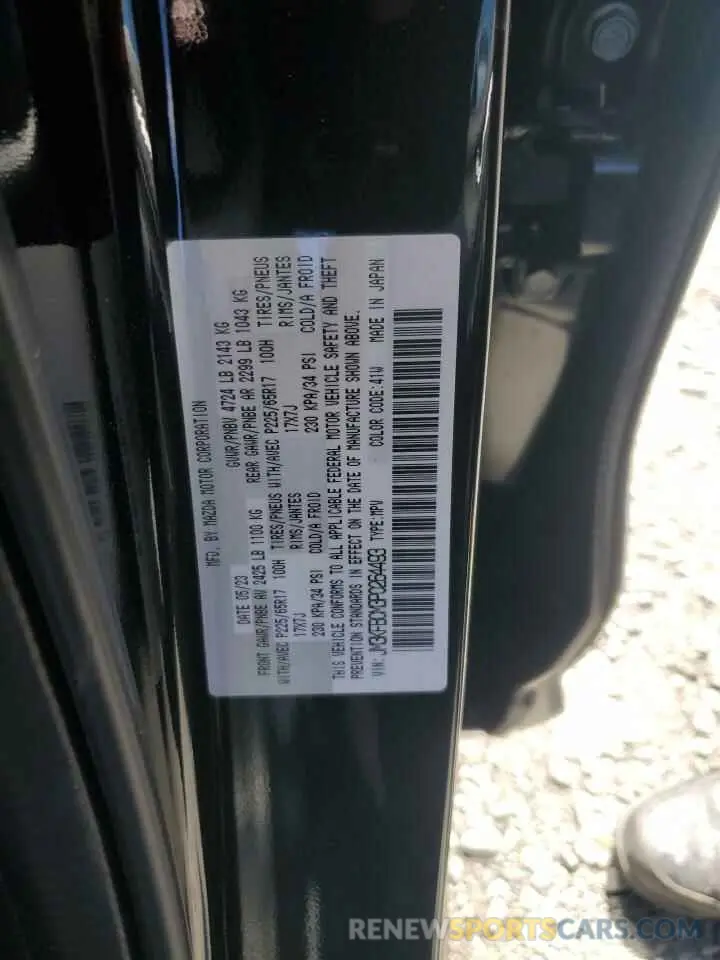 MFD. BY MAZDA MOTOR CORPORATION
DATE 05/23 GVWR/PNBV 4724 LB 2143 KG
FRONT GAWR/PNBE AV 2425 LB 1100 KG REAR GAWR/PNBE AR 2299 LB 1043 KG
WITH/AVEC P225/65R17 100H TIRES/PNEUS WITH/AVEC P225/65R17 100H TIRES/PNEUS
17X7J RIMS/JANTES 17X7J RIMS/JANTES
230 KPA/34 PSI COLD/A FROID 230 KPA/34 PSI COLD/A FROID
THIS VEHICLE CONFORMS TO ALL APPLICABLE FEDERAL MOTOR VEHICLE SAFETY AND THEFT
PREVENTION STANDARDS IN EFFECT ON THE DATE OF MANUFACTURE SHOWN ABOVE.
VIN: JM3KFBCM3P0264493 TYPE:MPV COLOR CODE:41W MADE IN JAPAN
RENEWSPORTSCARS.COM